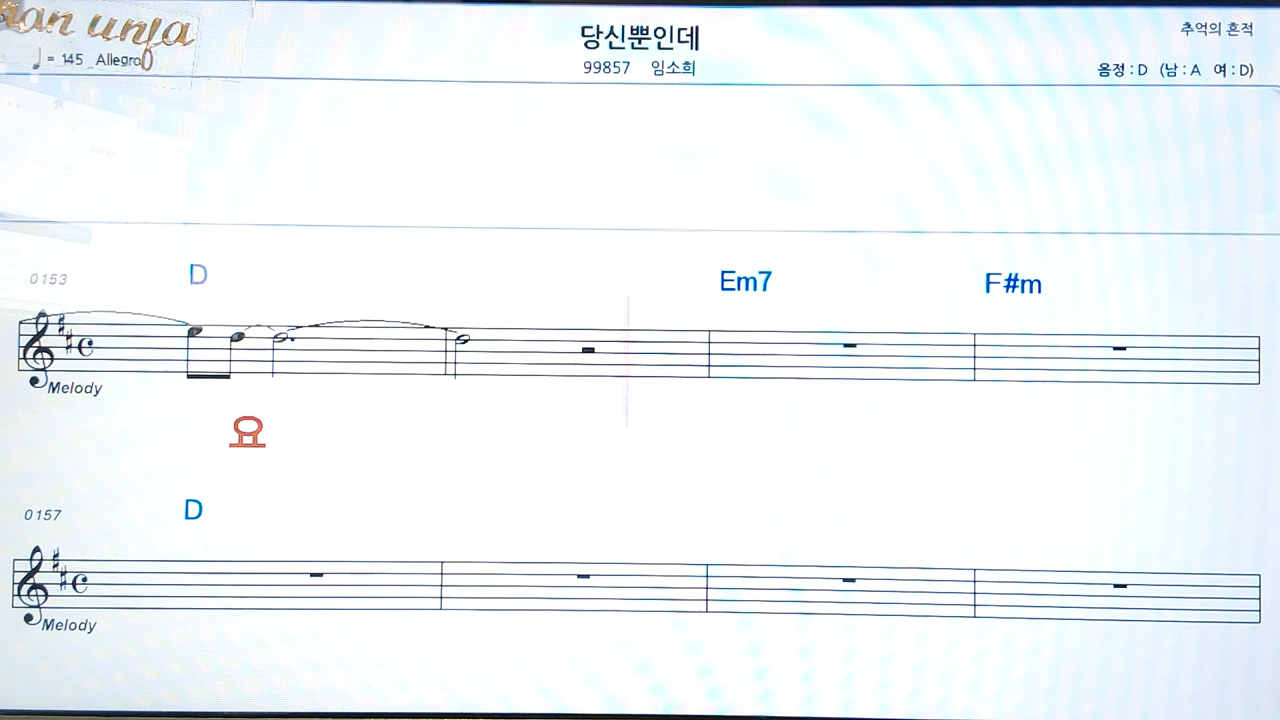 unja
♩ = 145 Allegro
당신뿐인데
99857 임소희
추억의 흔적
음정 : D (남 : A 여 : D)
0153
D
Em7
F#m
Melody
요
0157
D
Melody